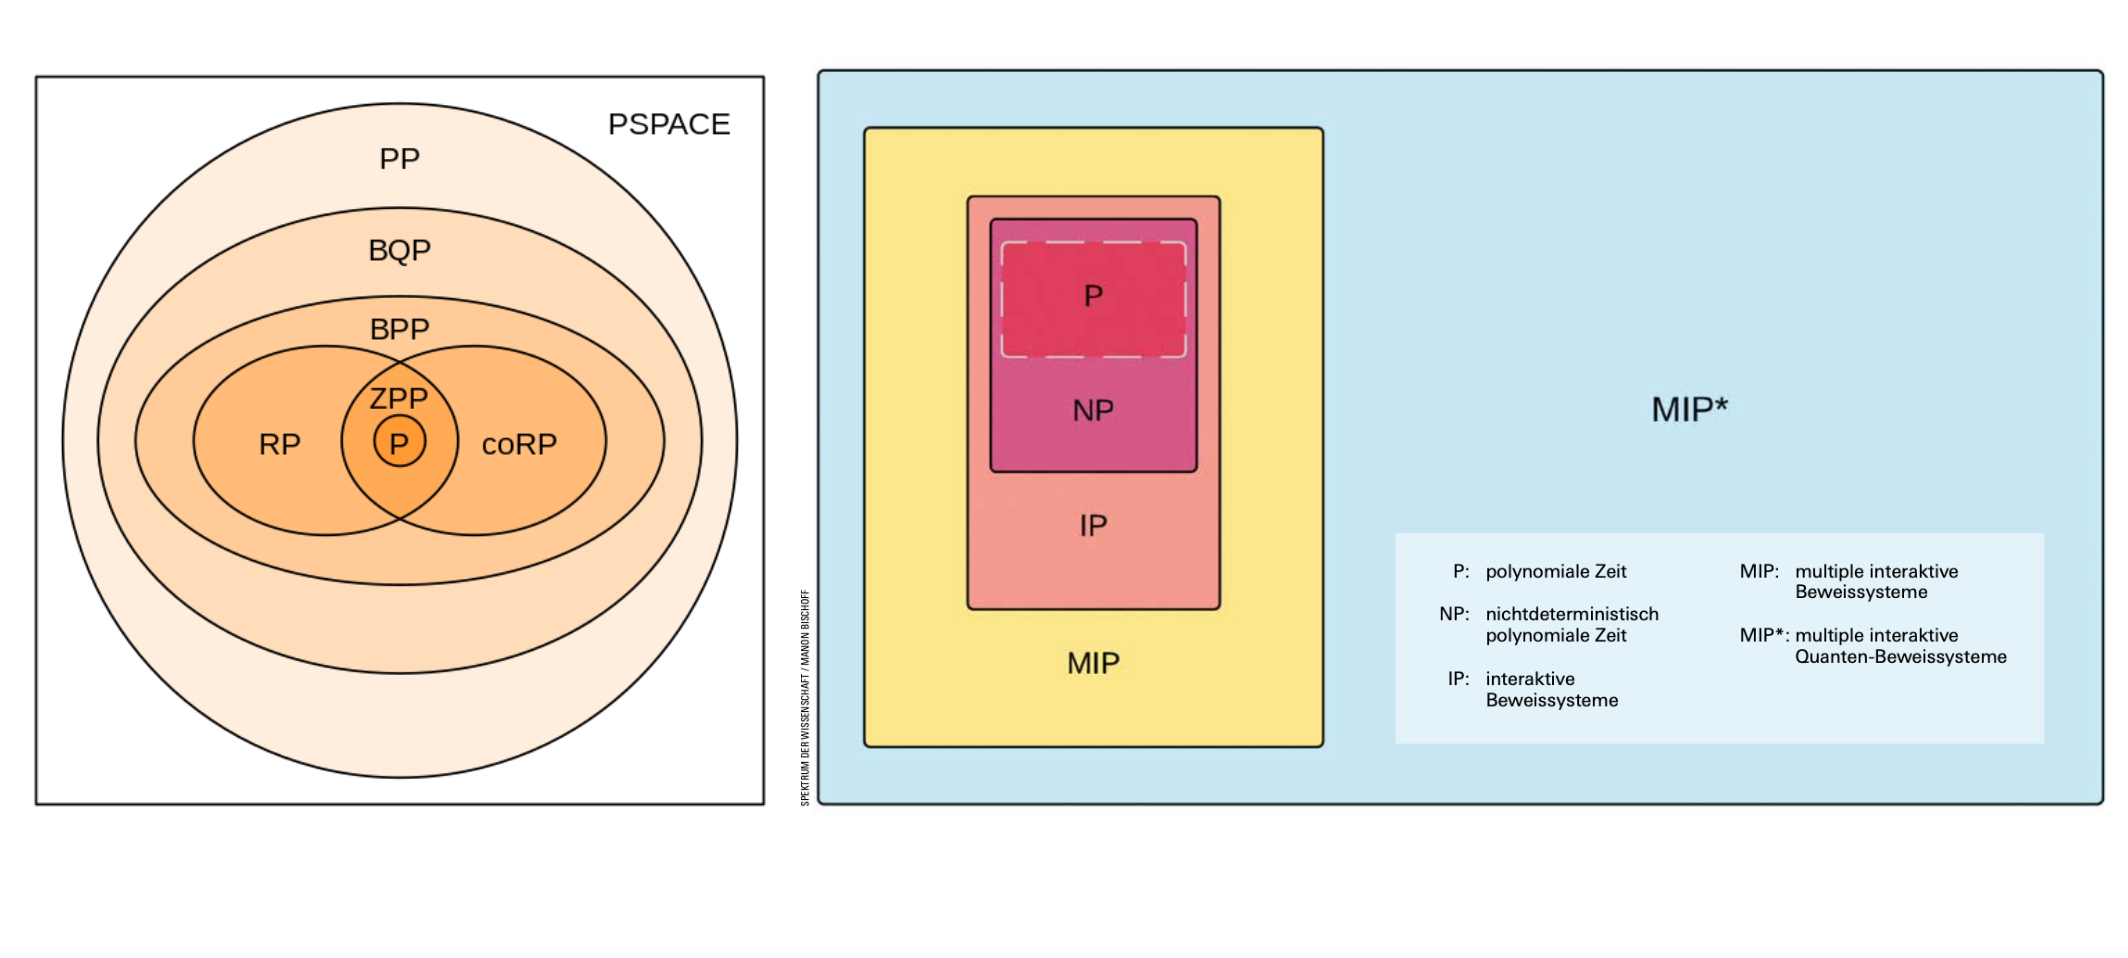 PSPACE
PP
BQP
BPP
ZPP
RP
P
coRP
SPEKTRUM DER WISSENSCHAFT / MANON BISCHOFF
P
NP
IP
MIP
MIP*
P: polynomiale Zeit
NP: nichtdeterministisch
polynomiale Zeit
IP: interaktive
Beweissysteme
MIP: multiple interaktive
Beweissysteme
MIP*: multiple interaktive
Quanten-Beweissysteme